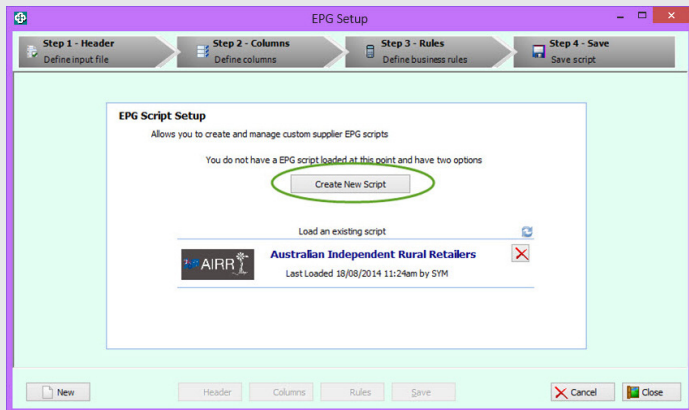 EPG Setup
Step 1 - Header
Define input file
Step 2 - Columns
Define columns
Step 3 - Rules
Define business rules
Step 4 - Save
Save script
EPG Script Setup
Allows you to create and manage custom supplier EPG scripts
You do not have a EPG script loaded at this point and have two options
Create New Script
Load an existing script
AIRR
Australian Independent Rural Retailers
Last Loaded 18/08/2014 11:24am by SYM
New
Header
Columns
Rules
Save
Cancel
Close